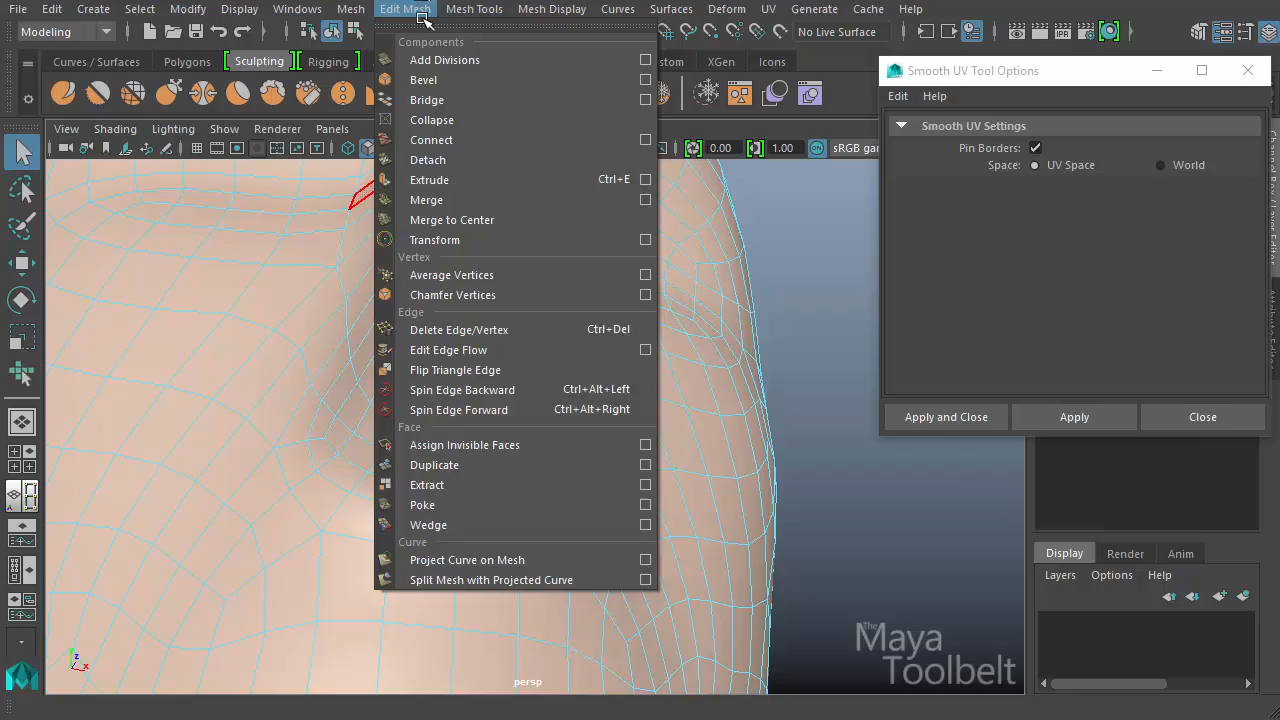 File Edit Create Select Modify Display Windows Mesh Edit Mesh Mesh Tools Mesh Display Curves Surfaces Deform UV Generate Cache Help
Modeling No Live Surface
Curves / Surfaces Polygons Sculpting Rigging stom XGen Icons
View Shading Lighting Show Renderer Panels 0.00 1.00 ON sRGB gar
Components
Add Divisions
Bevel
Bridge
Collapse
Connect
Detach
Extrude Ctrl+E
Merge
Merge to Center
Transform
Vertex
Average Vertices
Chamfer Vertices
Edge
Delete Edge/Vertex Ctrl+Del
Edit Edge Flow
Flip Triangle Edge
Spin Edge Backward Ctrl+Alt+Left
Spin Edge Forward Ctrl+Alt+Right
Face
Assign Invisible Faces
Duplicate
Extract
Poke
Wedge
Curve
Project Curve on Mesh
Split Mesh with Projected Curve
Smooth UV Tool Options
Edit Help
Smooth UV Settings
Pin Borders:
Space: UV Space World
Apply and Close Apply Close
Display Render Anim
Layers Options Help
z
x
persp
The
Maya
Toolbelt